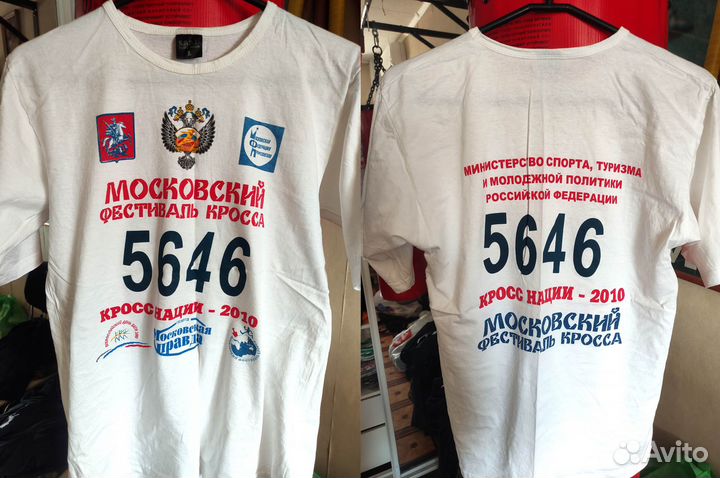 МОСКОВСКИЙ
ФЕСТИВАЛЬ КРОССА
5646
КРОСС НАЦИИ - 2010
Московская
правда
МИНИСТЕРСТВО СПОРТА, ТУРИЗМА
И МОЛОДЕЖНОЙ ПОЛИТИКИ
РОССИЙСКОЙ ФЕДЕРАЦИИ
5646
КРОСС НАЦИИ - 2010
МОСКОВСКИЙ
ФЕСТИВАЛЬ КРОССА
Avito